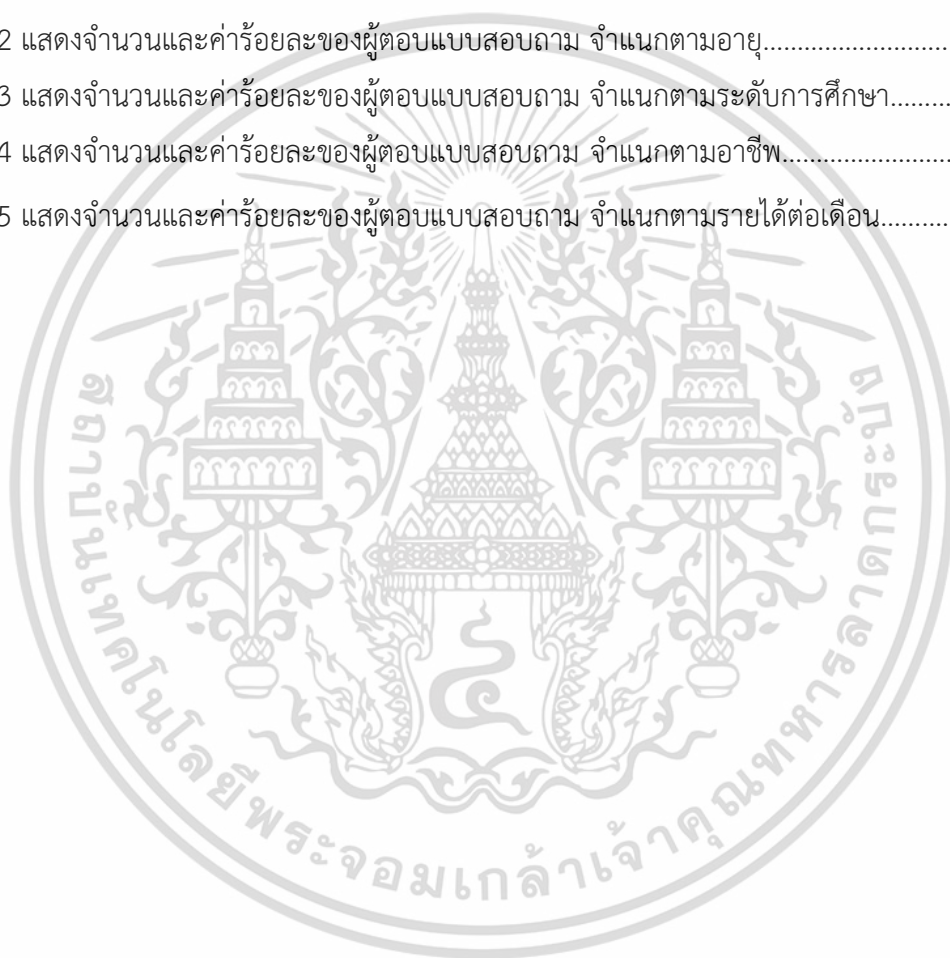 2 แสดงจำนวนและค่าร้อยละของผู้ตอบแบบสอบถาม จำแนกตามอายุ...........................
3 แสดงจำนวนและค่าร้อยละของผู้ตอบแบบสอบถาม จำแนกตามระดับการศึกษา..........
4 แสดงจำนวนและค่าร้อยละของผู้ตอบแบบสอบถาม จำแนกตามอาชีพ.........................
5 แสดงจำนวนและค่าร้อยละของผู้ตอบแบบสอบถาม จำแนกตามรายได้ต่อเดือน..........
สถาบันเทคโนโลยีพระจอมเกล้าเจ้าคุณทหารลาดกระบัง
๔